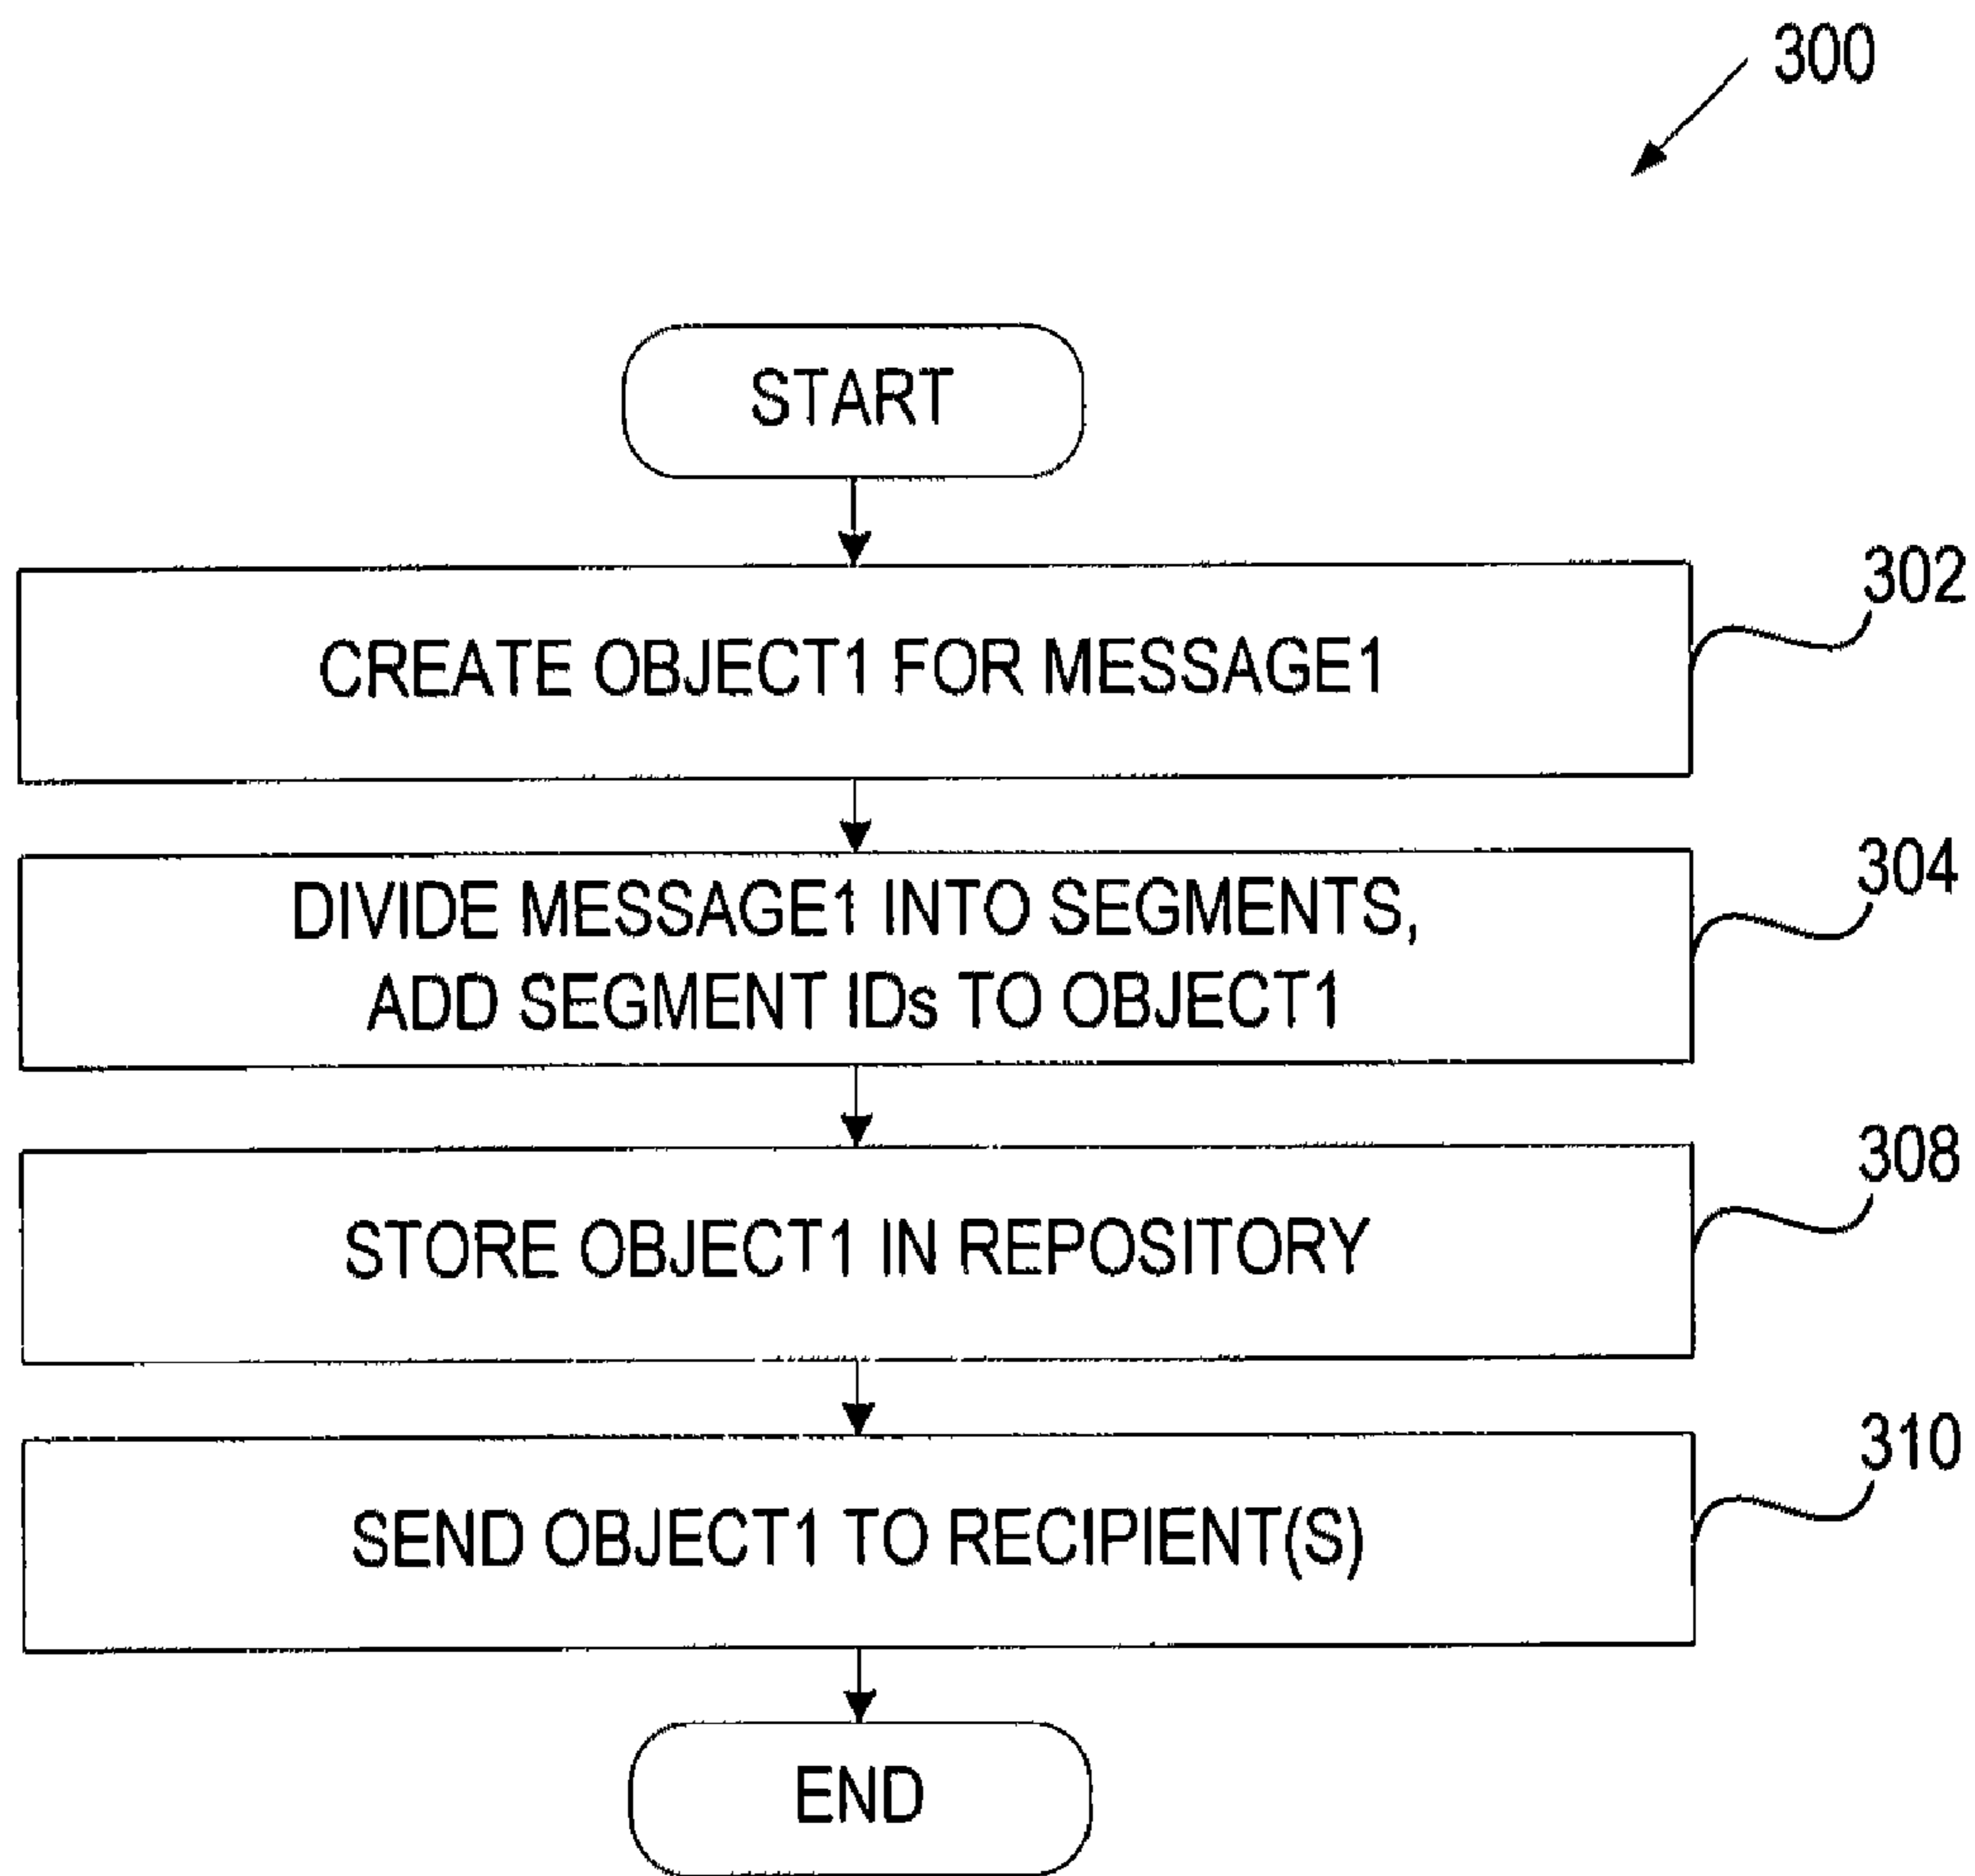 300
START
CREATE OBJECT1 FOR MESSAGE1
302
DIVIDE MESSAGE1 INTO SEGMENTS,
ADD SEGMENT IDs TO OBJECT1
304
STORE OBJECT1 IN REPOSITORY
308
SEND OBJECT1 TO RECIPIENT(S)
310
END